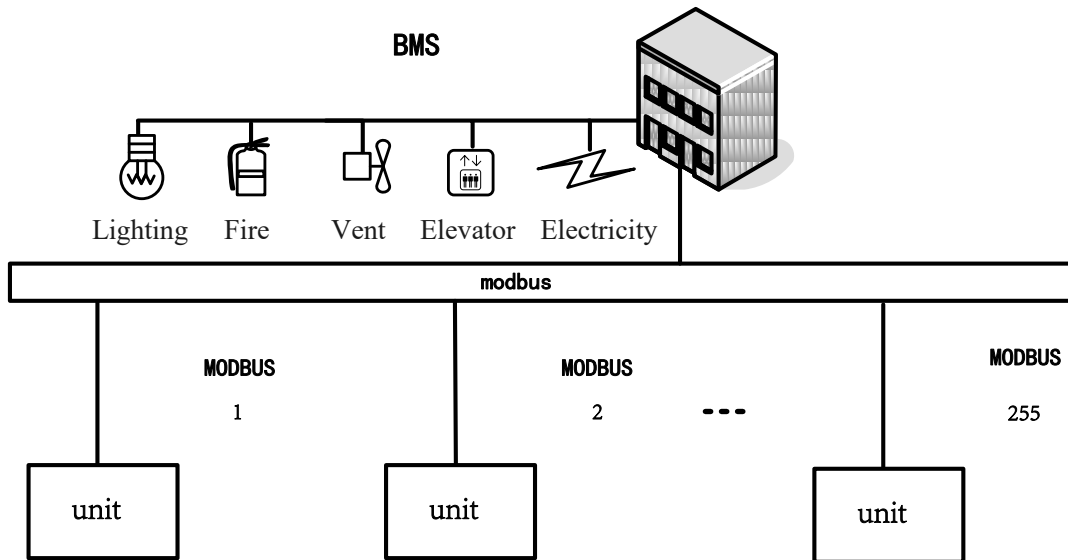 BMS
Lighting Fire Vent Elevator Electricity
modbus
MODBUS MODBUS MODBUS
1 2 --- 255
unit unit unit